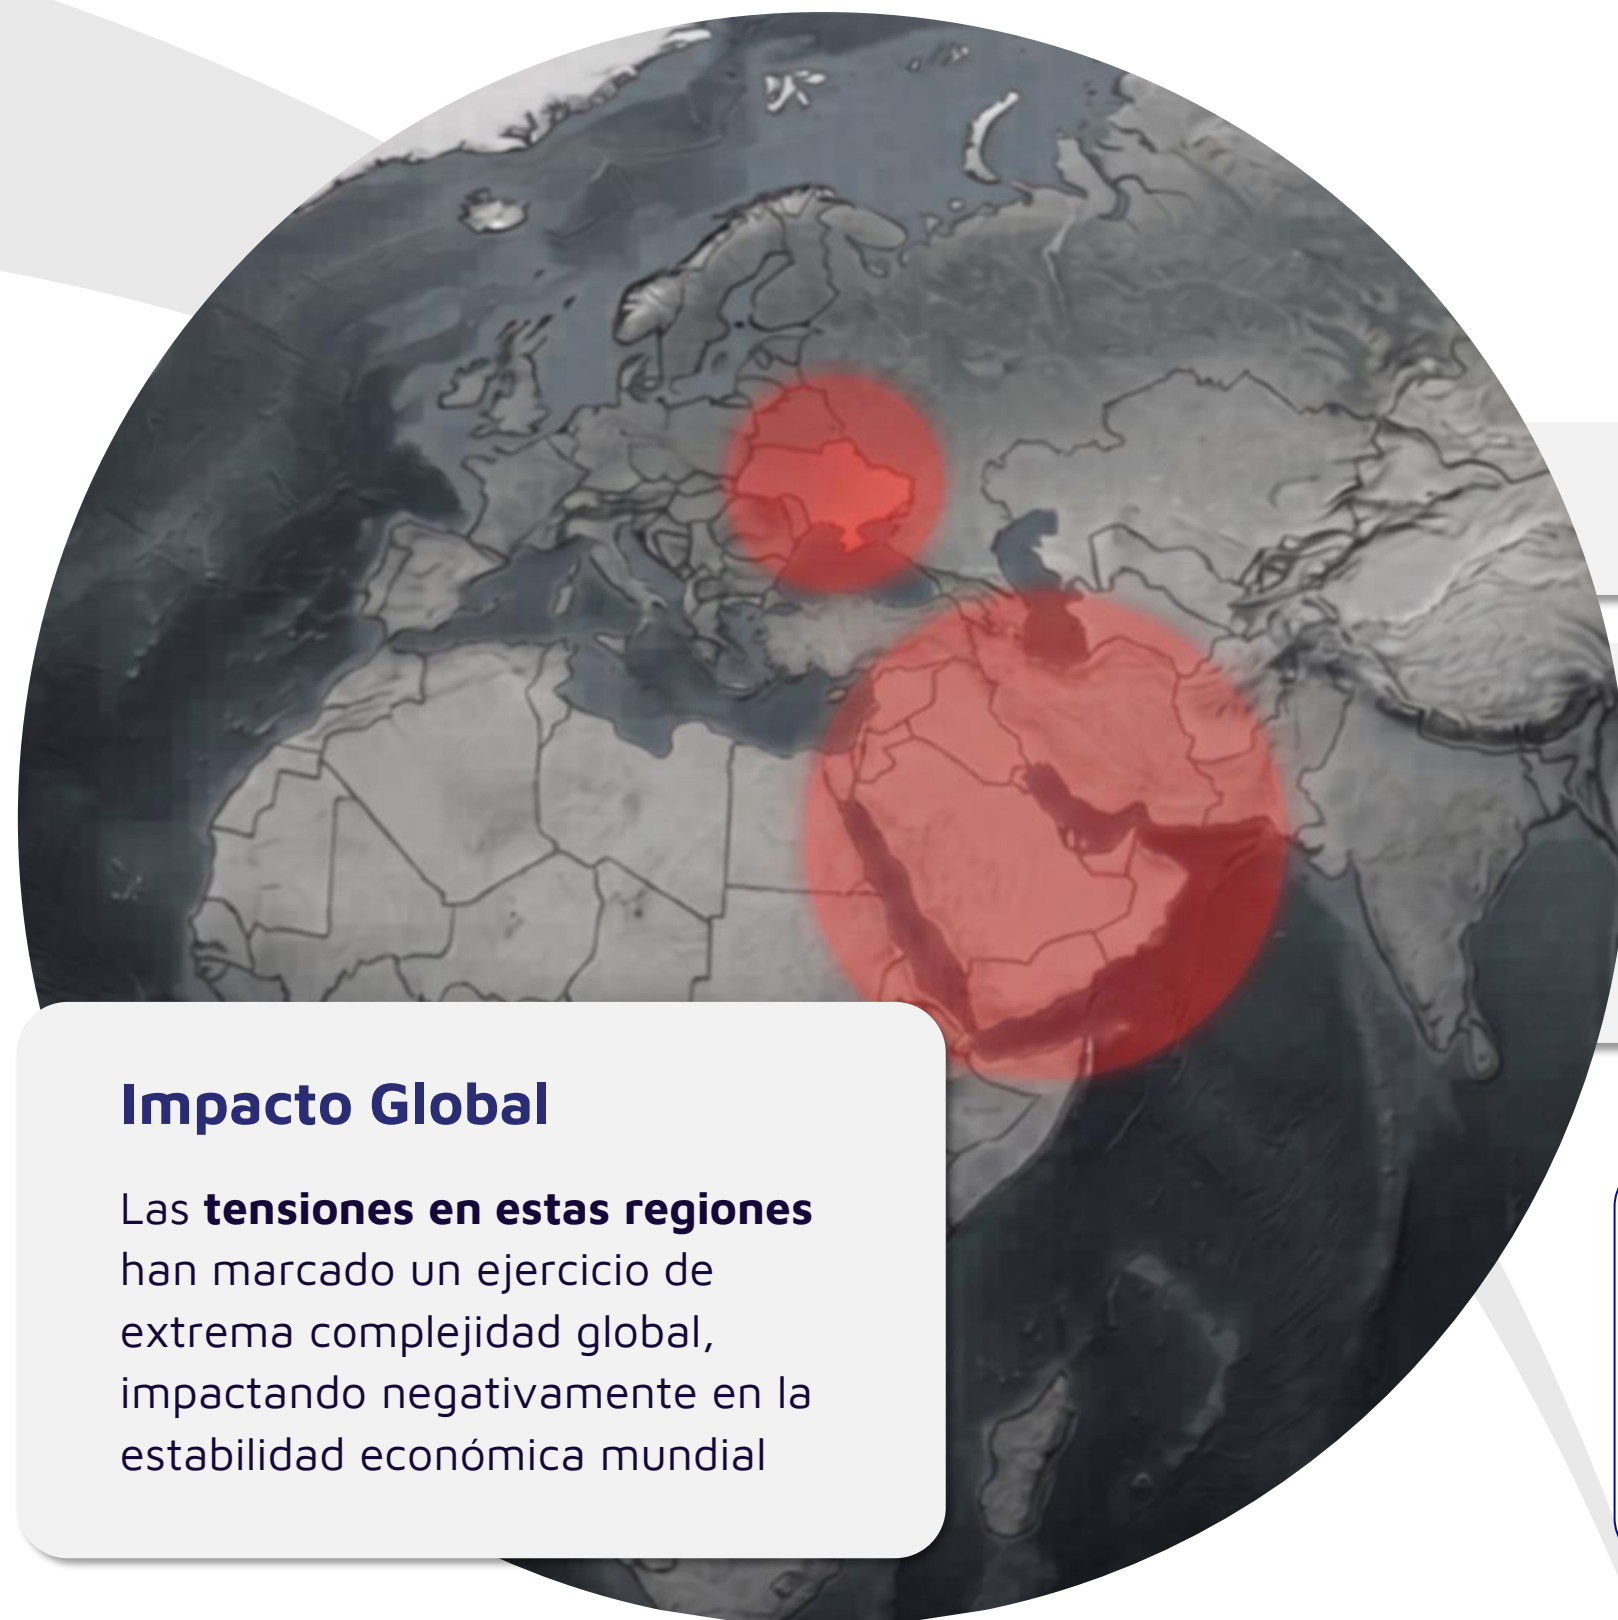 Impacto Global
Las tensiones en estas regiones
han marcado un ejercicio de
extrema complejidad global,
impactando negativamente en la
estabilidad económica mundial